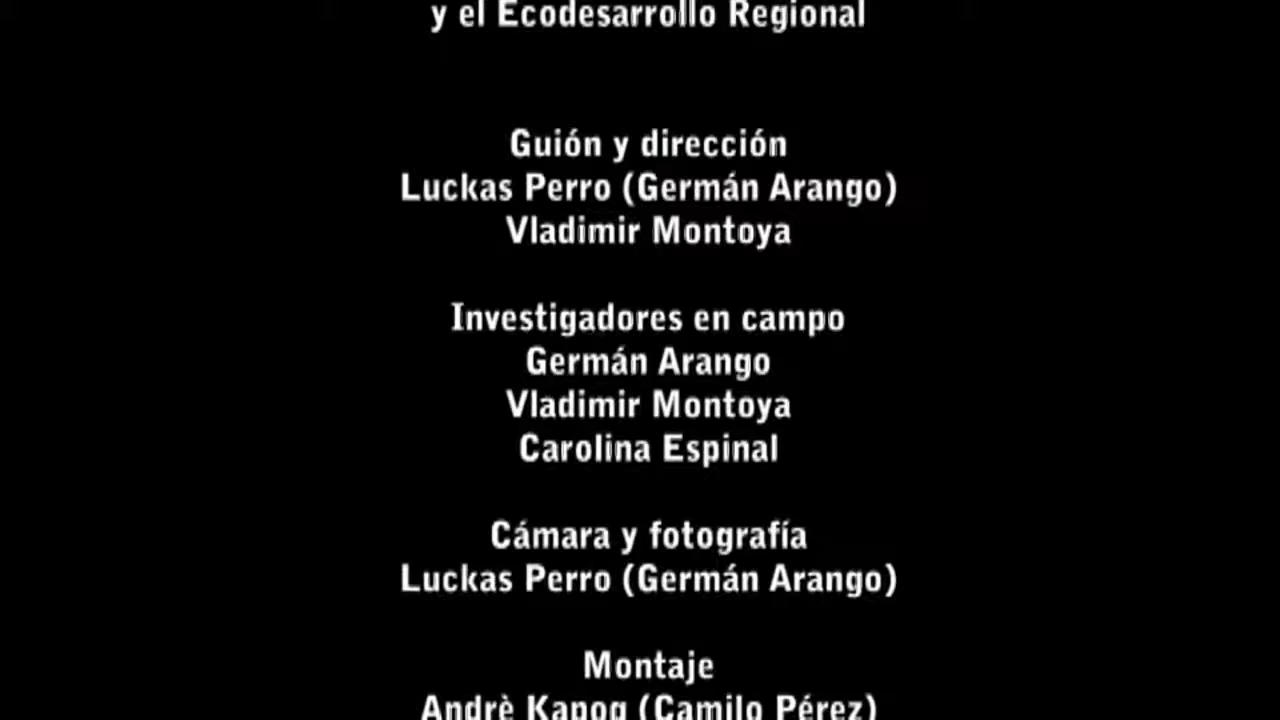 y el Ecodesarrollo Regional
Guión y dirección
Luckas Perro (Germán Arango)
Vladimir Montoya
Investigadores en campo
Germán Arango
Vladimir Montoya
Carolina Espinal
Cámara y fotografía
Luckas Perro (Germán Arango)
Montaje
Andrè Kapog (Camilo Pérez)